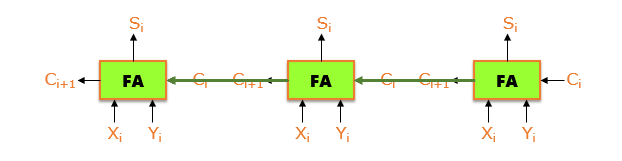 Sᵢ Sᵢ Sᵢ
Cᵢ₊₁ FA Cᵢ Cᵢ₊₁ FA Cᵢ Cᵢ₊₁ FA Cᵢ
Xᵢ Yᵢ Xᵢ Yᵢ Xᵢ Yᵢ